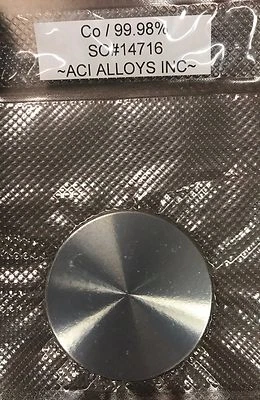 Co / 99.98%
SC#14716
~ACI ALLOYS INC~